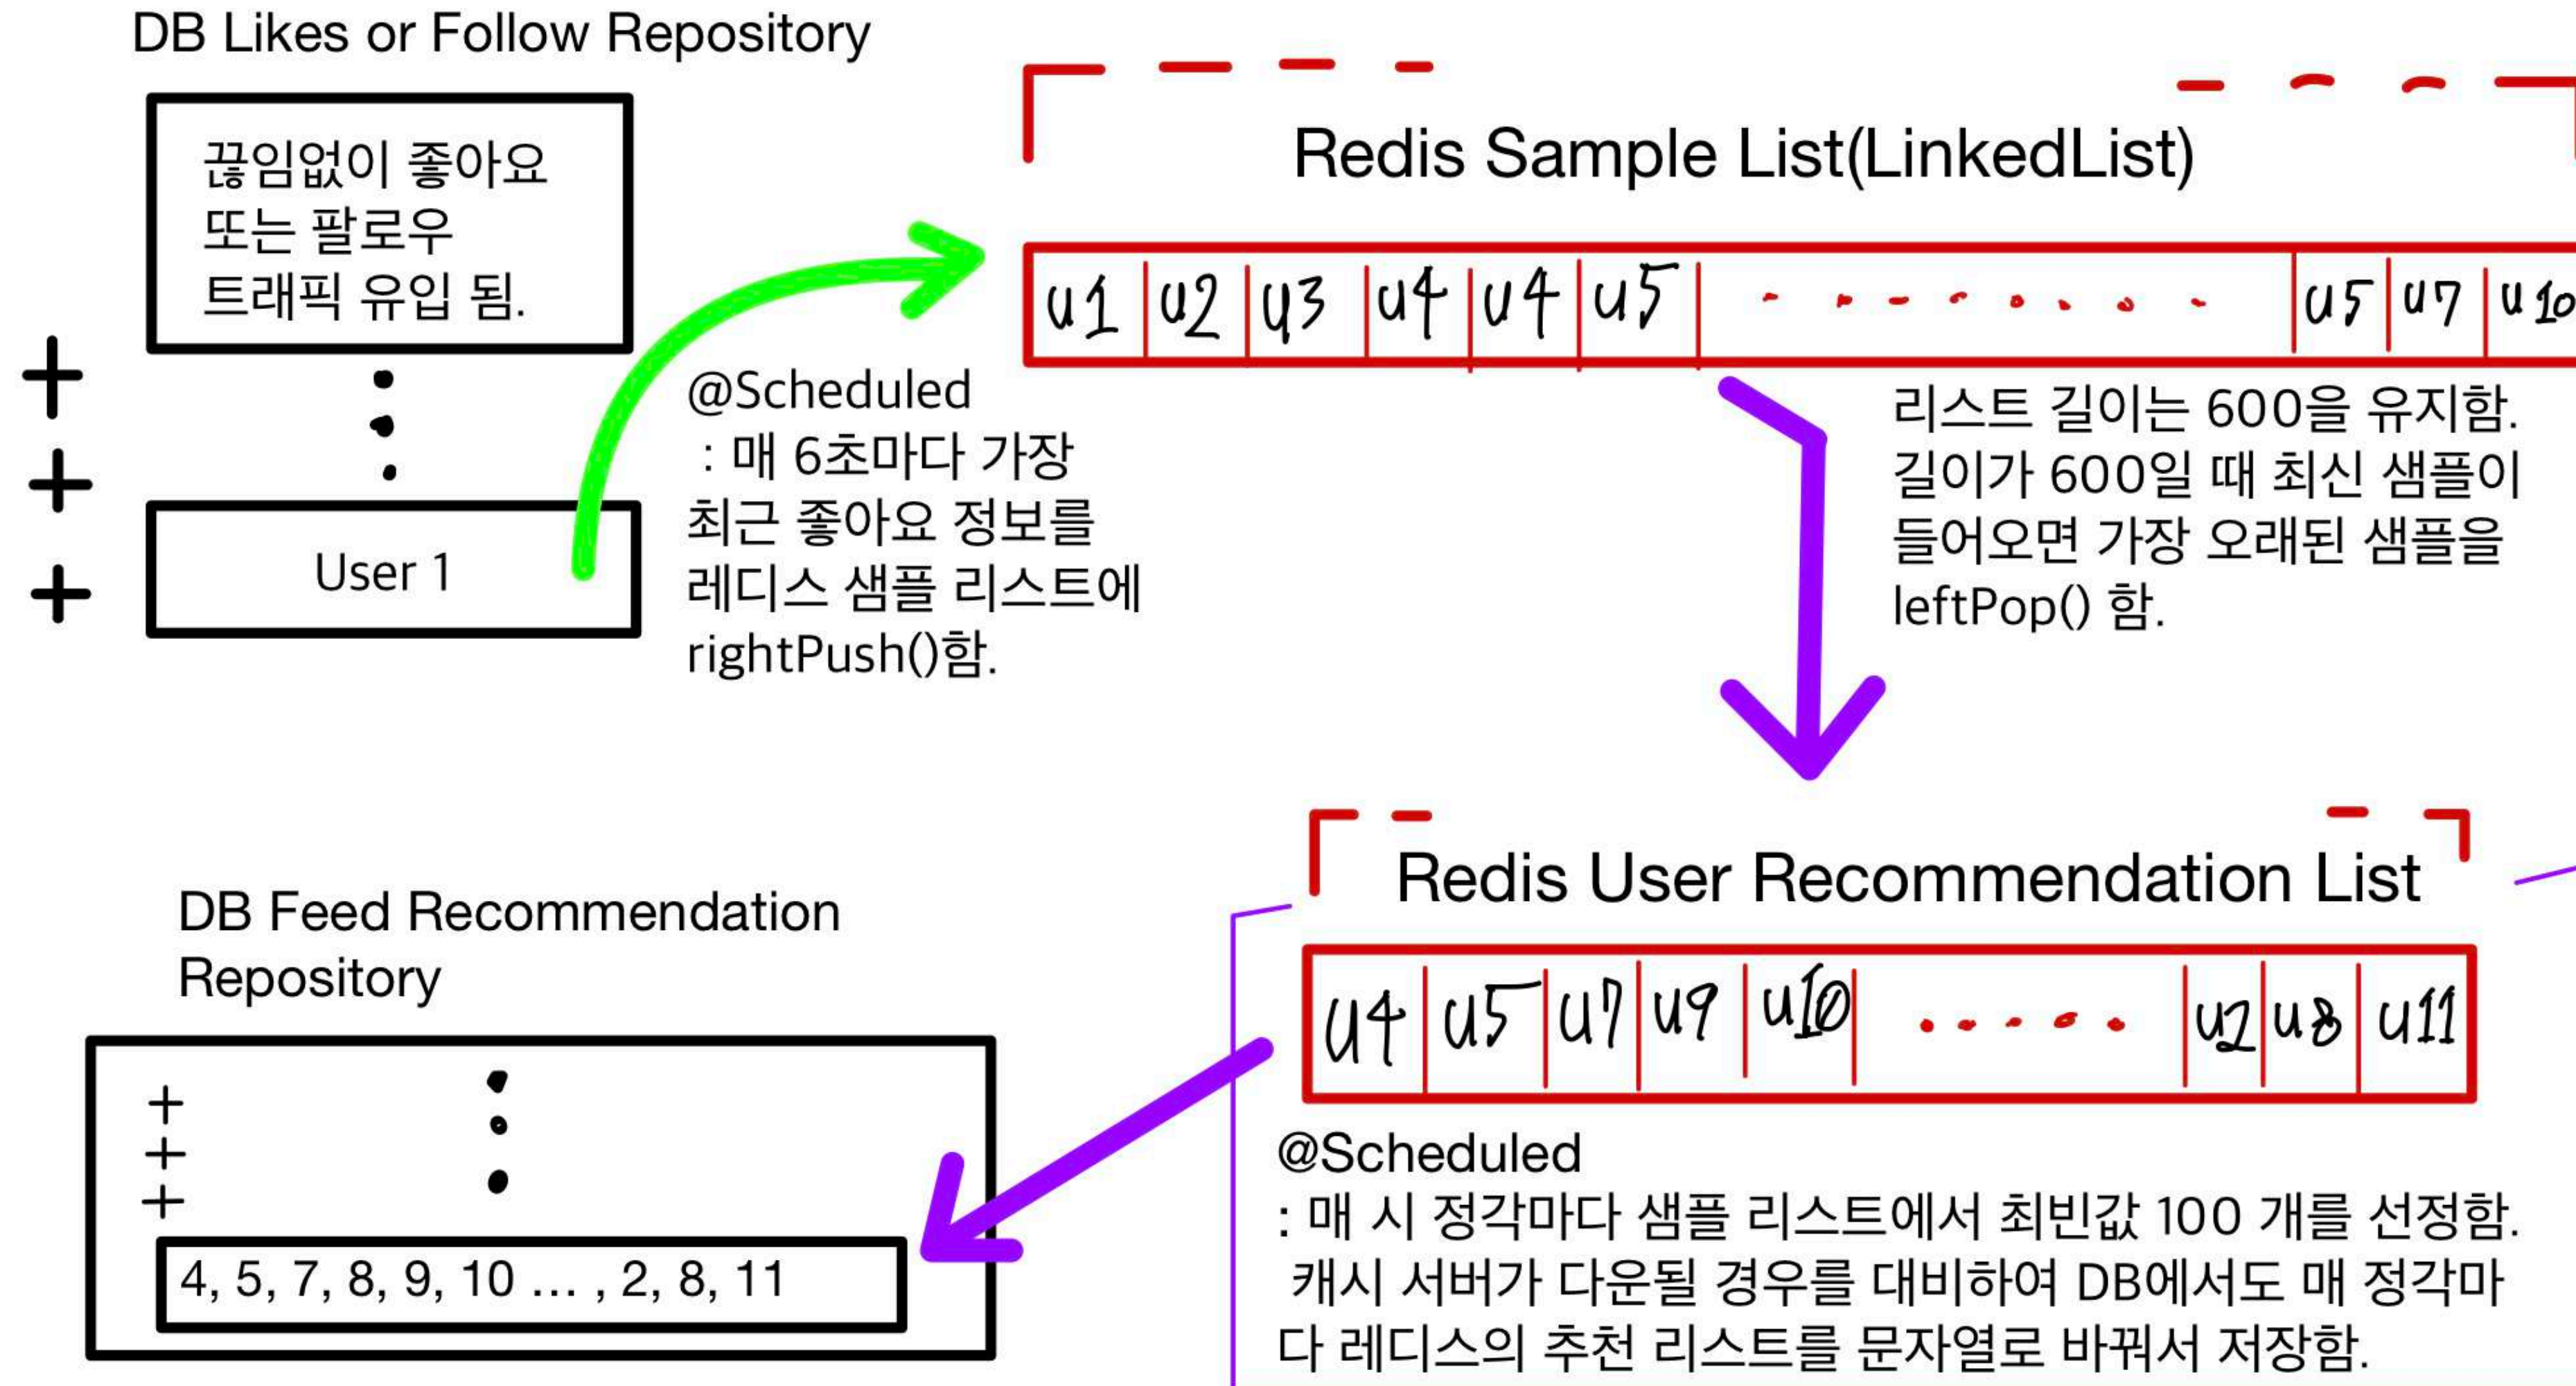 DB Likes or Follow Repository
끊임없이 좋아요
또는 팔로우
트래픽 유입 됨.
User 1
@Scheduled
: 매 6초마다 가장
최근 좋아요 정보를
레디스 샘플 리스트에
rightPush()함.
Redis Sample List(LinkedList)
u1 u2 u3 u4 u4 u5 u5 u7 u10
리스트 길이는 600을 유지함.
길이가 600일 때 최신 샘플이
들어오면 가장 오래된 샘플을
leftPop() 함.
Redis User Recommendation List
u4 u5 u7 u9 u10 ..... u2 u8 u11
@Scheduled
: 매 시 정각마다 샘플 리스트에서 최빈값 100 개를 선정함.
캐시 서버가 다운될 경우를 대비하여 DB에서도 매 정각마
다 레디스의 추천 리스트를 문자열로 바꿔서 저장함.
DB Feed Recommendation
Repository
4, 5, 7, 8, 9, 10 ... , 2, 8, 11